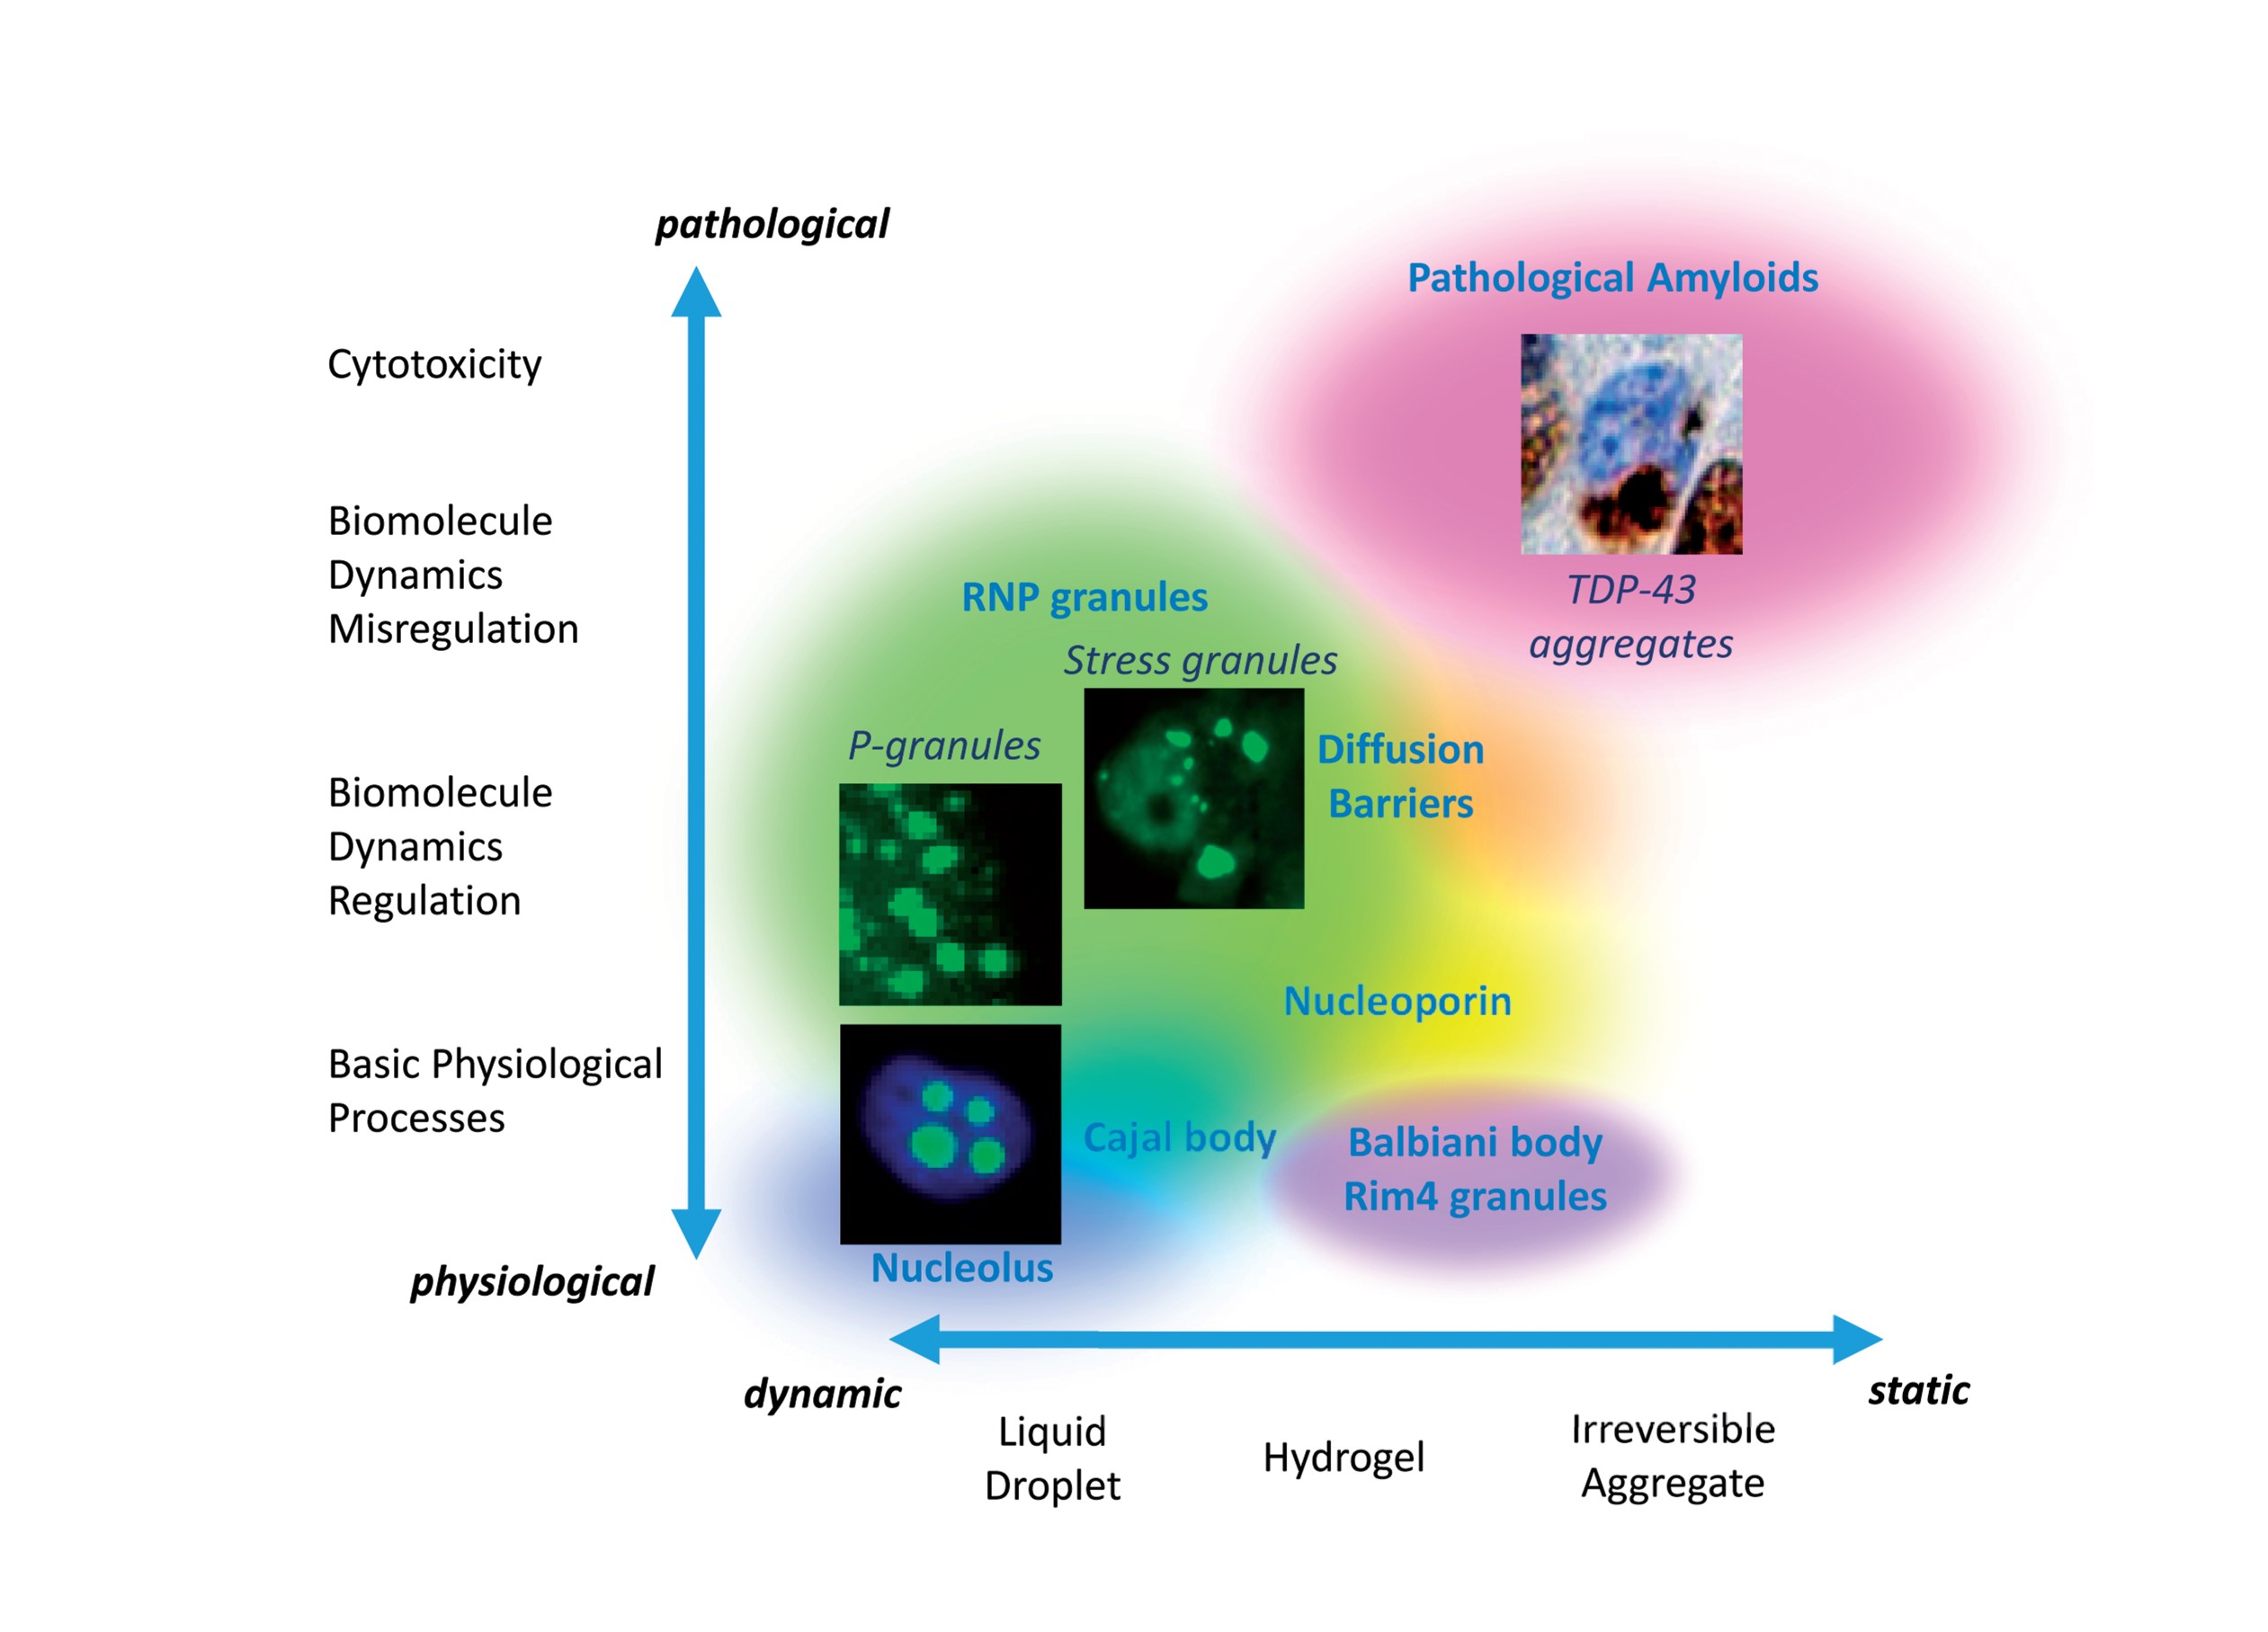 pathological
Pathological Amyloids
Cytotoxicity
Biomolecule
Dynamics
Misregulation
TDP-43
aggregates
RNP granules
Stress granules
P-granules
Diffusion
Barriers
Biomolecule
Dynamics
Regulation
Nucleoporin
Basic Physiological
Processes
Cajal body
Balbiani body
Rim4 granules
Nucleolus
physiological
dynamic
static
Liquid
Droplet
Hydrogel
Irreversible
Aggregate